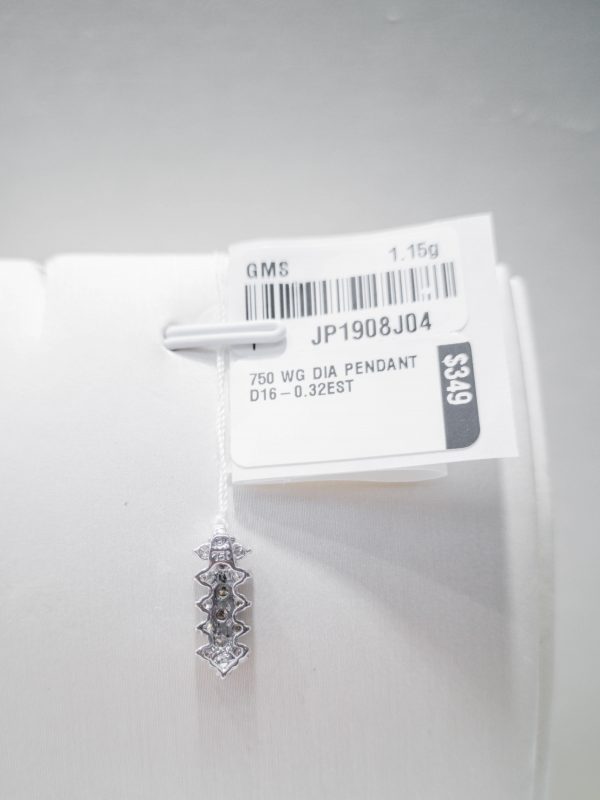 GMS 1.15g
JP1908J04
750 WG DIA PENDANT
D16-0.32EST
$349